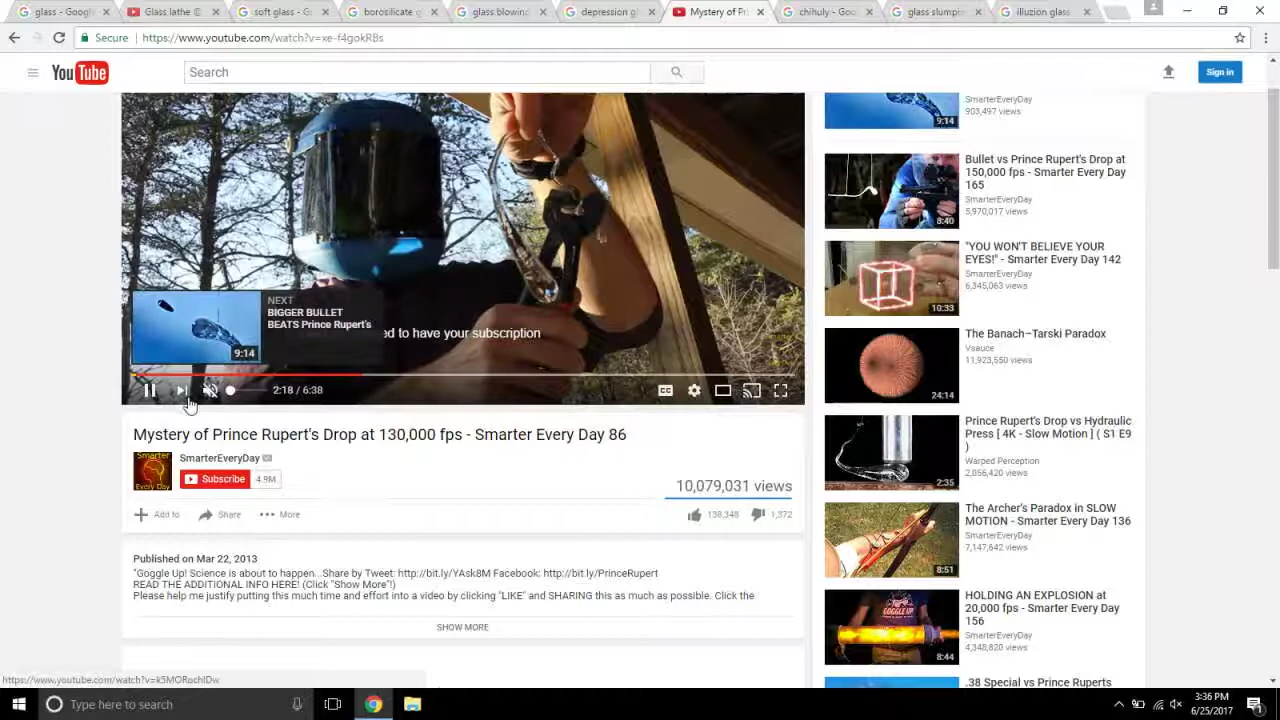 glass - Googl
Glass lathe @
soft glass - G
borosilicate g
glass blowin
depression gl
Mystery of Pri
chihuly - Goo
glass slumpin
illuzion glass
Secure
https://www.youtube.com/watch?v=xe-f4gokRBs
YouTube
Search
Sign in
NEXT
BIGGER BULLET
BEATS Prince Rupert's
9:14
ed to have your subscription
2:18 / 6:38
CC
Mystery of Prince Rupert's Drop at 130,000 fps - Smarter Every Day 86
Smarter
Every Day
SmarterEveryDay
Subscribe 4.9M
10,079,031 views
Add to Share More
138,348 1,372
Published on Mar 22, 2013
"Goggle Up! Science is about to happen...Share by Tweet: http://bit.ly/YAsk8M Facebook: http://bit.ly/PrinceRupert
READ THE ADDITIONAL INFO HERE! (Click "Show More"!)
Please help me justify putting this much time and effort into a video by clicking "LIKE" and SHARING this as much as possible. Click the
SHOW MORE
SmarterEveryDay
903,497 views
9:14
Bullet vs Prince Rupert's Drop at
150,000 fps - Smarter Every Day
165
SmarterEveryDay
5,970,017 views
8:40
"YOU WON'T BELIEVE YOUR
EYES!" - Smarter Every Day 142
SmarterEveryDay
6,345,063 views
10:33
The Banach–Tarski Paradox
Vsauce
11,923,550 views
24:14
Prince Rupert's Drop vs Hydraulic
Press [ 4K - Slow Motion ] ( S1 E9
)
Warped Perception
2,856,420 views
2:35
The Archer's Paradox in SLOW
MOTION - Smarter Every Day 136
SmarterEveryDay
7,147,642 views
8:51
HOLDING AN EXPLOSION at
20,000 fps - Smarter Every Day
156
SmarterEveryDay
4,348,820 views
8:44
.38 Special vs Prince Ruperts
https://www.youtube.com/watch?v=k5MORochIDw
Type here to search
3:36 PM
6/25/2017